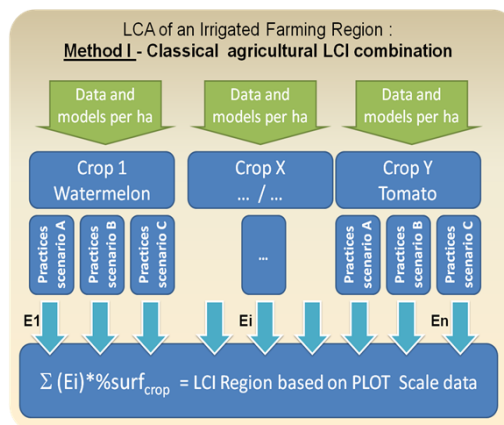 LCA of an Irrigated Farming Region :
Method I - Classical agricultural LCI combination
Data and models per ha
Data and models per ha
Data and models per ha
Crop 1
Watermelon
Crop X
... / ...
Crop Y
Tomato
Practices scenario A
Practices scenario B
Practices scenario C
...
Practices scenario A
Practices scenario B
Practices scenario C
E1
Ei
En
Σ (Ei)*%surfcrop = LCI Region based on PLOT Scale data